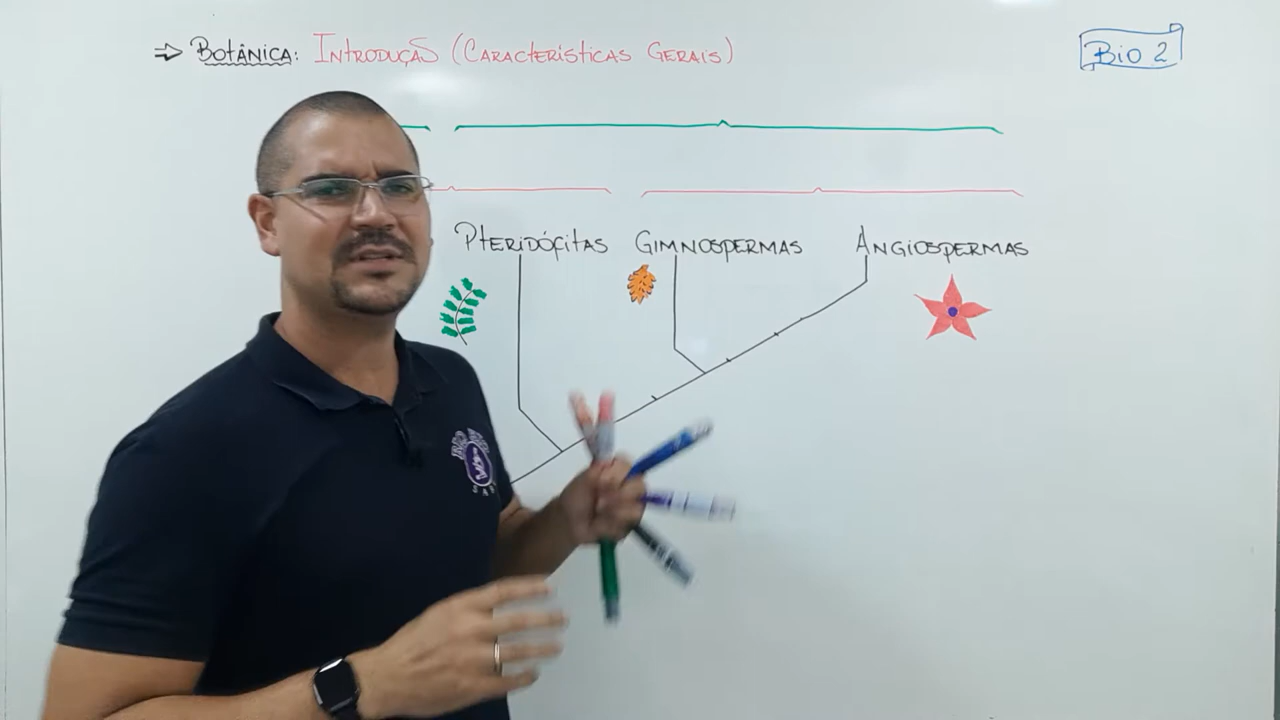 ⇒ Botânica: Introdução (Características Gerais)
Bio 2
Pteridófitas Gimnospermas Angiospermas